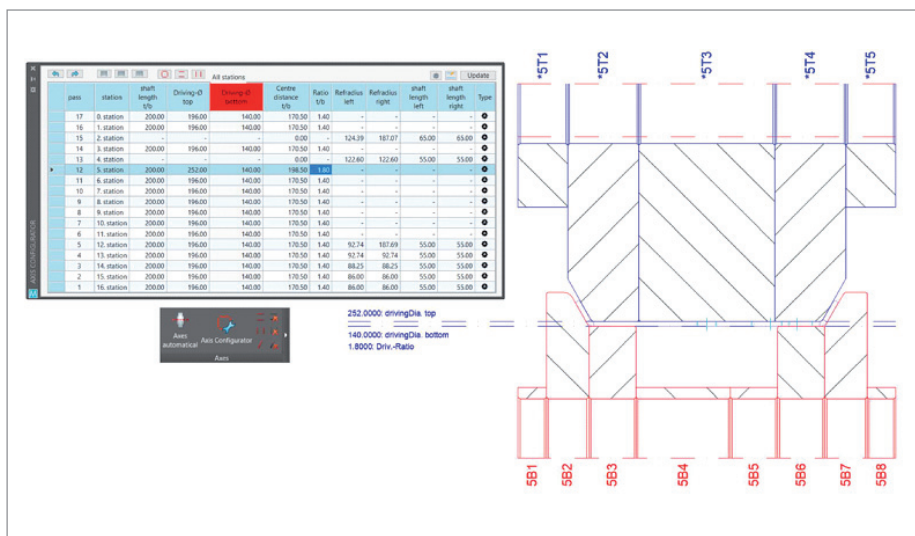 All stations
Update
pass station shaft length t/b Driving-Ø top Driving-Ø bottom Centre distance t/b Ratio t/b Refradius left Refradius right shaft length left shaft length right Type
17 0. station 200.00 196.00 140.00 170.50 1.40 - - - -
16 1. station 200.00 196.00 140.00 170.50 1.40 - - - -
15 2. station - - - 0.00 - 124.39 187.07 65.00 65.00
14 3. station 200.00 196.00 140.00 170.50 1.40 - - - -
13 4. station - - - 0.00 - 122.60 122.60 55.00 55.00
12 5. station 200.00 252.00 140.00 198.50 1.80 - - - -
11 6. station 200.00 196.00 140.00 170.50 1.40 - - - -
10 7. station 200.00 196.00 140.00 170.50 1.40 - - - -
9 8. station 200.00 196.00 140.00 170.50 1.40 - - - -
8 9. station 200.00 196.00 140.00 170.50 1.40 - - - -
7 10. station 200.00 196.00 140.00 170.50 1.40 - - - -
6 11. station 200.00 196.00 140.00 170.50 1.40 - - - -
5 12. station 200.00 196.00 140.00 170.50 1.40 92.74 187.69 55.00 55.00
4 13. station 200.00 196.00 140.00 170.50 1.40 92.74 92.74 55.00 55.00
3 14. station 200.00 196.00 140.00 170.50 1.40 88.25 88.25 55.00 55.00
2 15. station 200.00 196.00 140.00 170.50 1.40 86.00 86.00 55.00 55.00
1 16. station 200.00 196.00 140.00 170.50 1.40 86.00 86.00 55.00 55.00
AXIS CONFIGURATOR
M
Axes automatical
Axis Configurator
Axes
252.0000: drivingDia. top
140.0000: drivingDia. bottom
1.8000: Driv.-Ratio
*5T1 *5T2 *5T3 *5T4 *5T5
5B1 5B2 5B3 5B4 5B5 5B6 5B7 5B8